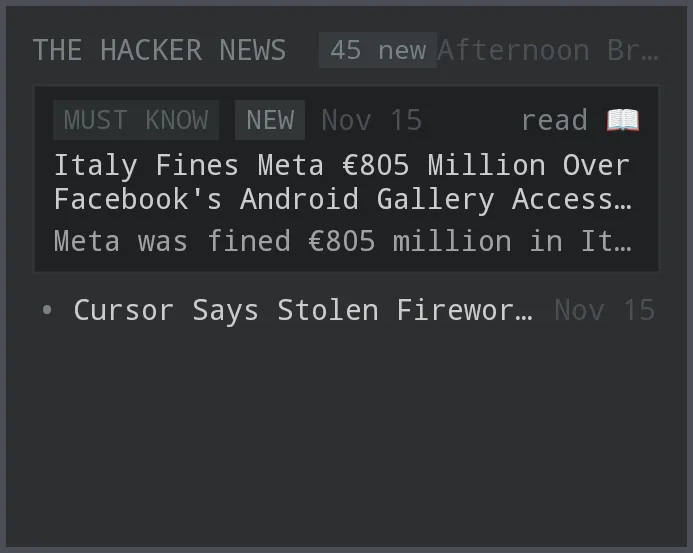 THE HACKER NEWS 45 new Afternoon Br…
MUST KNOW NEW Nov 15 read 📖
Italy Fines Meta €805 Million Over
Facebook's Android Gallery Access…
Meta was fined €805 million in It…
• Cursor Says Stolen Firewor… Nov 15